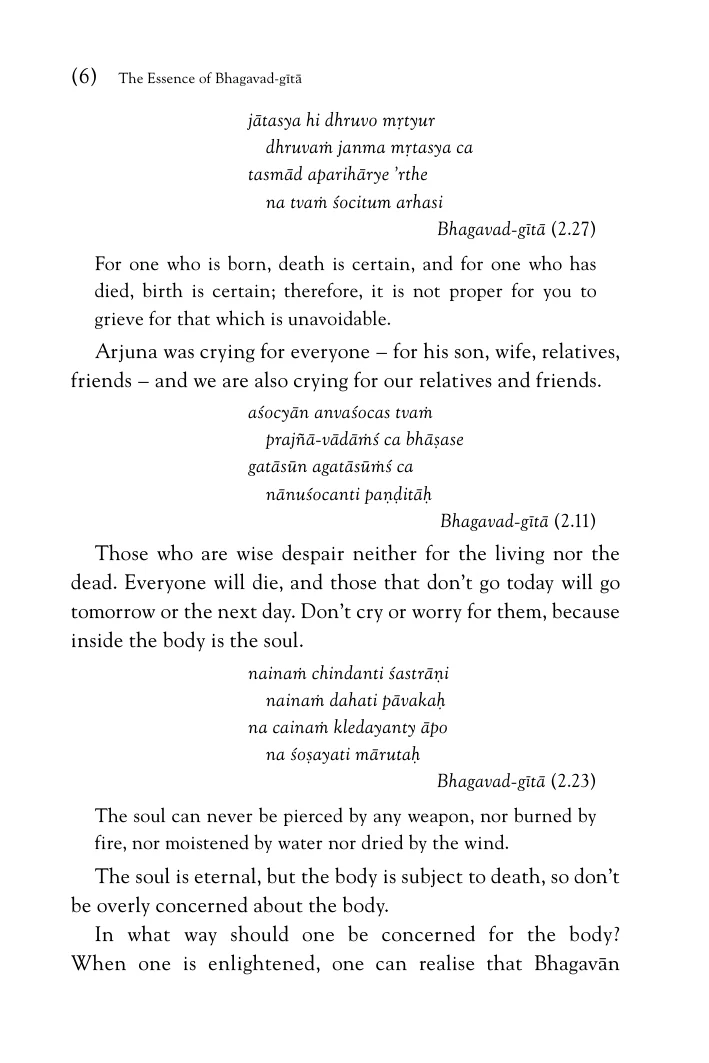 (6) The Essence of Bhagavad-gītā
jātasya hi dhruvo mṛtyur
dhruvaṁ janma mṛtasya ca
tasmād aparihārye ’rthe
na tvaṁ śocitum arhasi
Bhagavad-gītā (2.27)
For one who is born, death is certain, and for one who has
died, birth is certain; therefore, it is not proper for you to
grieve for that which is unavoidable.
Arjuna was crying for everyone – for his son, wife, relatives,
friends – and we are also crying for our relatives and friends.
aśocyān anvaśocas tvaṁ
prajñā-vādāṁś ca bhāṣase
gatāsūn agatāsūṁś ca
nānuśocanti paṇḍitāḥ
Bhagavad-gītā (2.11)
Those who are wise despair neither for the living nor the
dead. Everyone will die, and those that don’t go today will go
tomorrow or the next day. Don’t cry or worry for them, because
inside the body is the soul.
nainaṁ chindanti śastrāṇi
nainaṁ dahati pāvakaḥ
na cainaṁ kledayanty āpo
na śoṣayati mārutaḥ
Bhagavad-gītā (2.23)
The soul can never be pierced by any weapon, nor burned by
fire, nor moistened by water nor dried by the wind.
The soul is eternal, but the body is subject to death, so don’t
be overly concerned about the body.
In what way should one be concerned for the body?
When one is enlightened, one can realise that Bhagavān